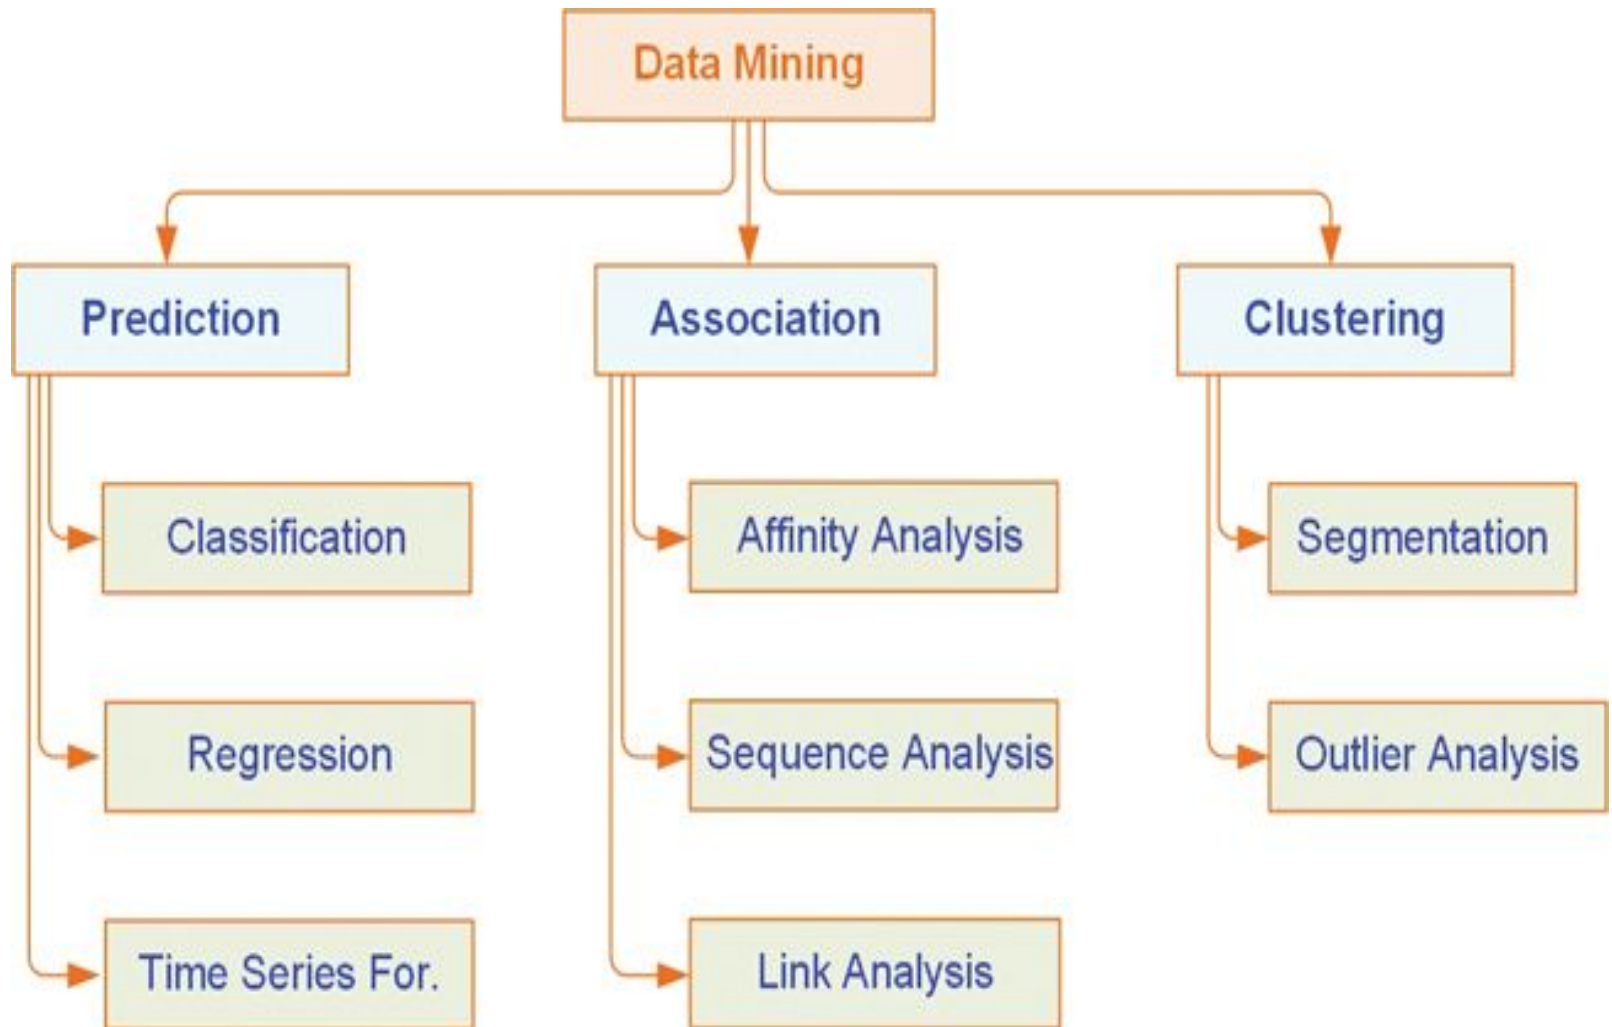 Data Mining
Prediction
Association
Clustering
Classification
Affinity Analysis
Segmentation
Regression
Sequence Analysis
Outlier Analysis
Time Series For.
Link Analysis